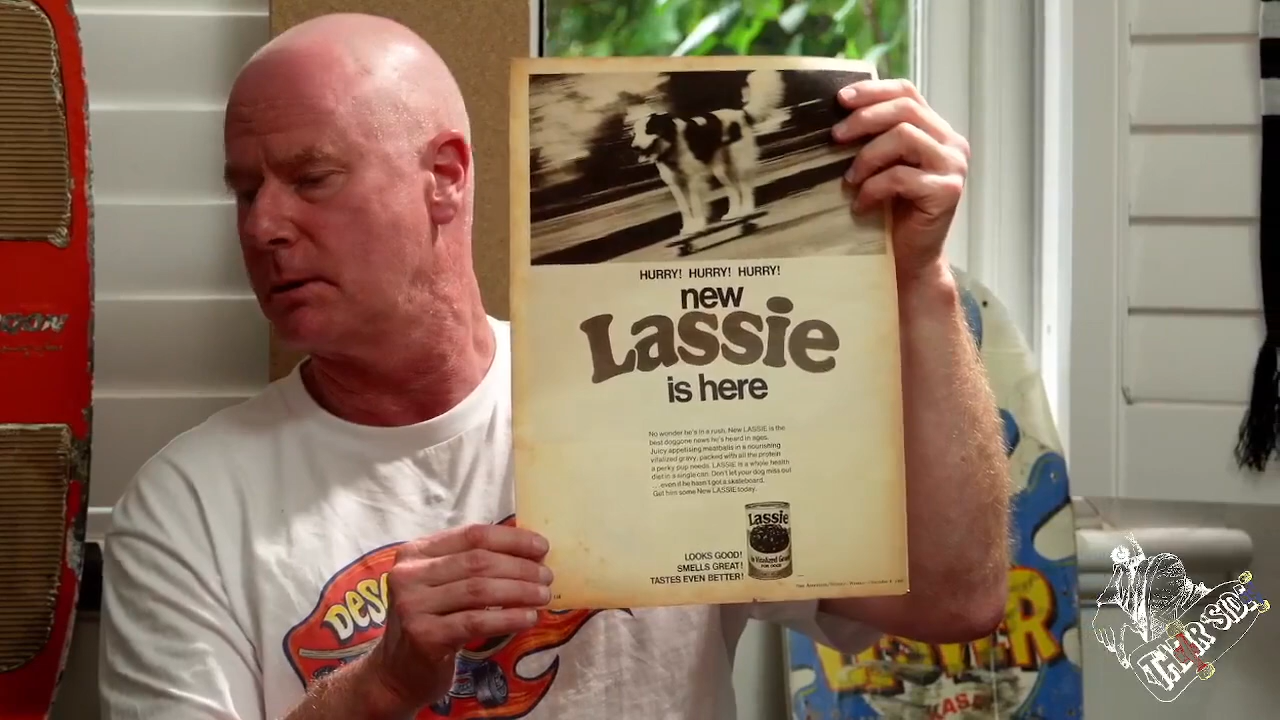 HURRY! HURRY! HURRY!
new
Lassie
is here
No wonder he's in a rush. New LASSIE is the
best doggone news he's heard in ages.
Juicy appetising meatballs in a nourishing
vitalized gravy, packed with all the protein
a perky pup needs. LASSIE is a whole health
diet in a single can. Don't let your dog miss out
... even if he hasn't got a skateboard.
Get him some New LASSIE today.
Lassie
FOR DOGS
LOOKS GOOD!
SMELLS GREAT!
TASTES EVEN BETTER!